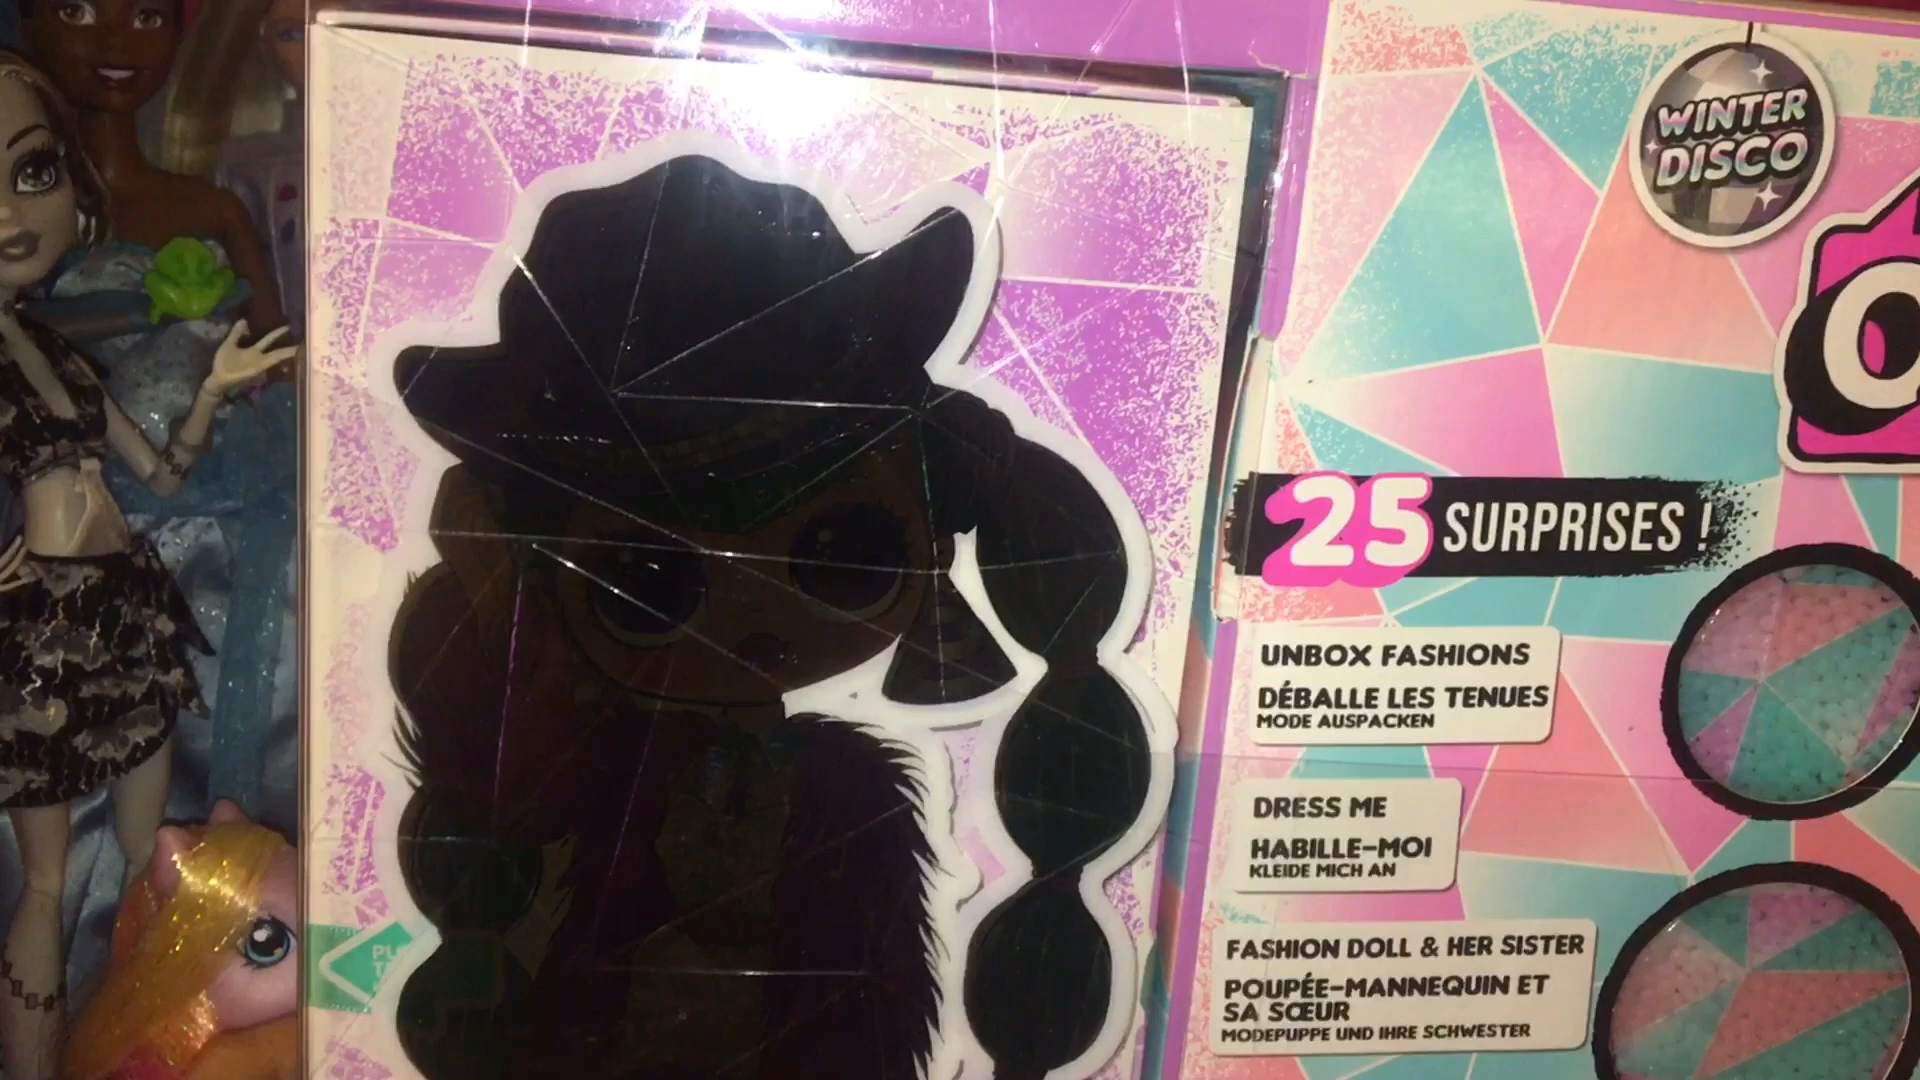 WINTER
DISCO
25 SURPRISES !
UNBOX FASHIONS
DÉBALLE LES TENUES
MODE AUSPACKEN
DRESS ME
HABILLE-MOI
KLEIDE MICH AN
FASHION DOLL & HER SISTER
POUPÉE-MANNEQUIN ET
SA SŒUR
MODEPUPPE UND IHRE SCHWESTER